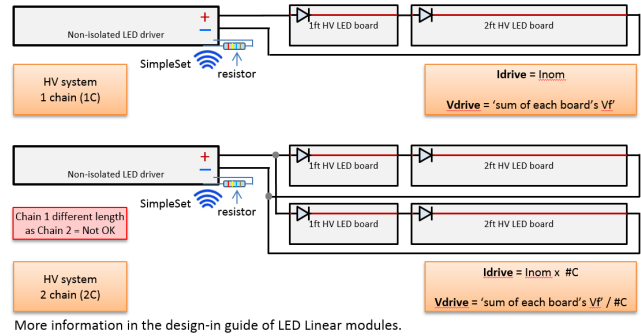 +
−
Non-isolated LED driver
1ft HV LED board
2ft HV LED board
SimpleSet
resistor
HV system
1 chain (1C)
Idrive = Inom
Vdrive = ‘sum of each board’s Vf’
+
−
Non-isolated LED driver
1ft HV LED board
2ft HV LED board
SimpleSet
resistor
1ft HV LED board
2ft HV LED board
Chain 1 different length
as Chain 2 = Not OK
HV system
2 chain (2C)
Idrive = Inom x #C
Vdrive = ‘sum of each board’s Vf’ / #C
More information in the design-in guide of LED Linear modules.